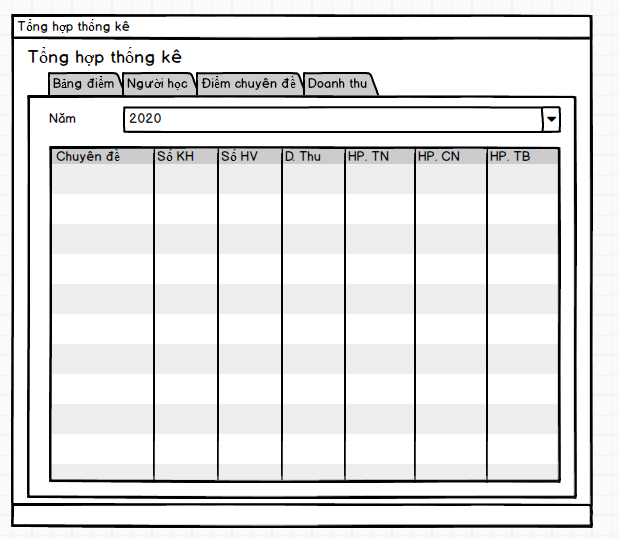 Tổng hợp thống kê
Tổng hợp thống kê
Bảng điểm Người học Điểm chuyên đề Doanh thu
Năm 2020
Chuyên đề Số KH Số HV D. Thu HP. TN HP. CN HP. TB